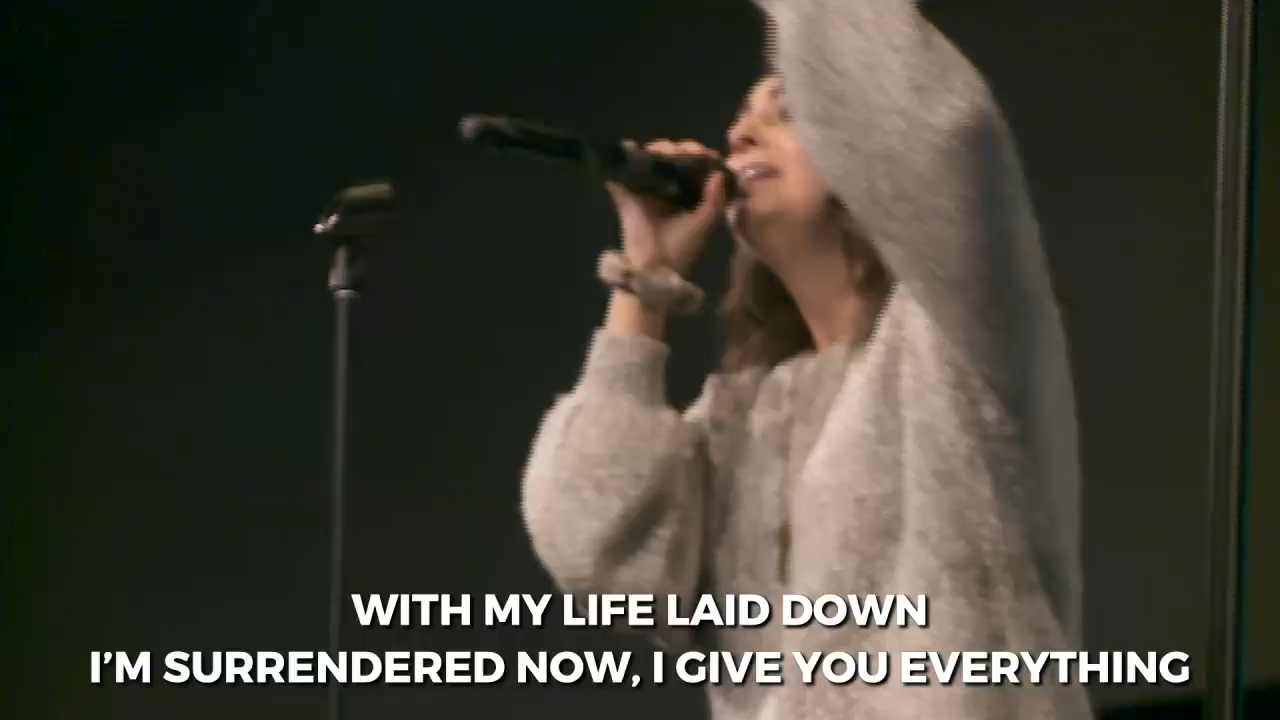 WITH MY LIFE LAID DOWN
I’M SURRENDERED NOW, I GIVE YOU EVERYTHING